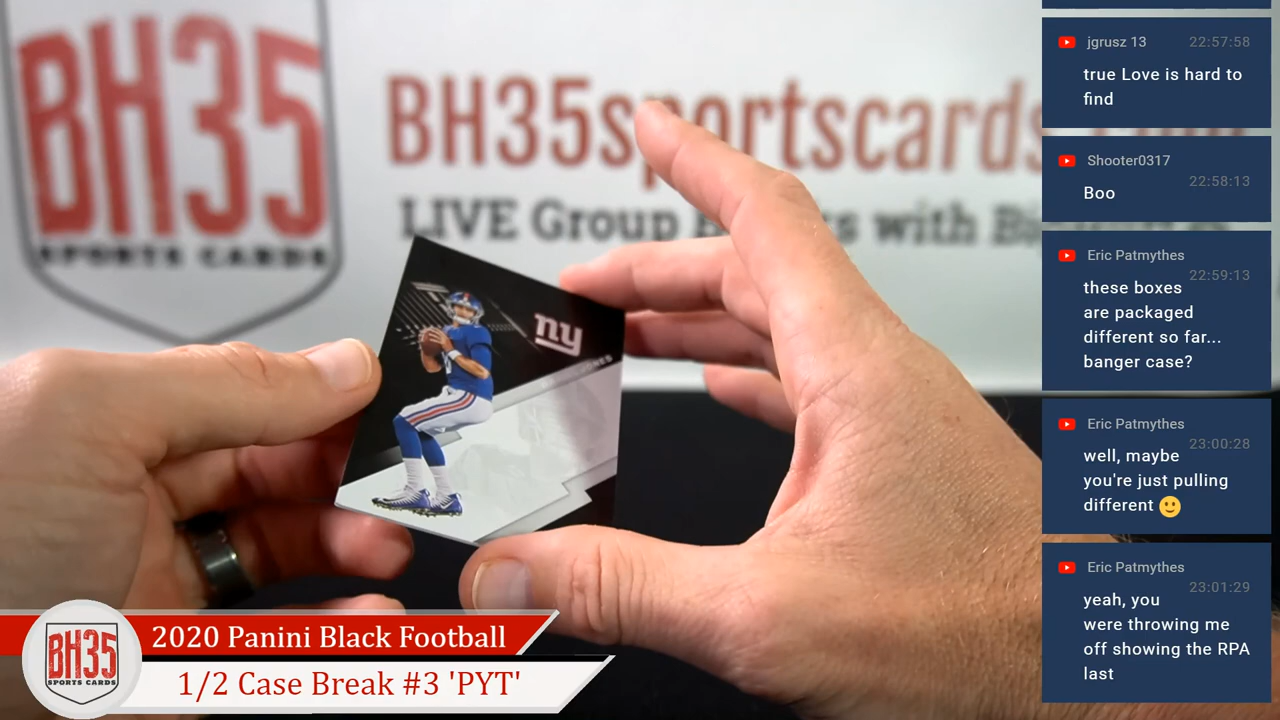 BH35
SPORTS CARDS
BH35sportscards
LIVE Group
with
ny
jgrusz 13 22:57:58
true Love is hard to
find
Shooter0317
22:58:13
Boo
Eric Patmythes
22:59:13
these boxes
are packaged
different so far...
banger case?
Eric Patmythes
23:00:28
well, maybe
you're just pulling
different 🙂
Eric Patmythes
23:01:29
yeah, you
were throwing me
off showing the RPA
last
BH35
SPORTS CARDS
2020 Panini Black Football
1/2 Case Break #3 'PYT'